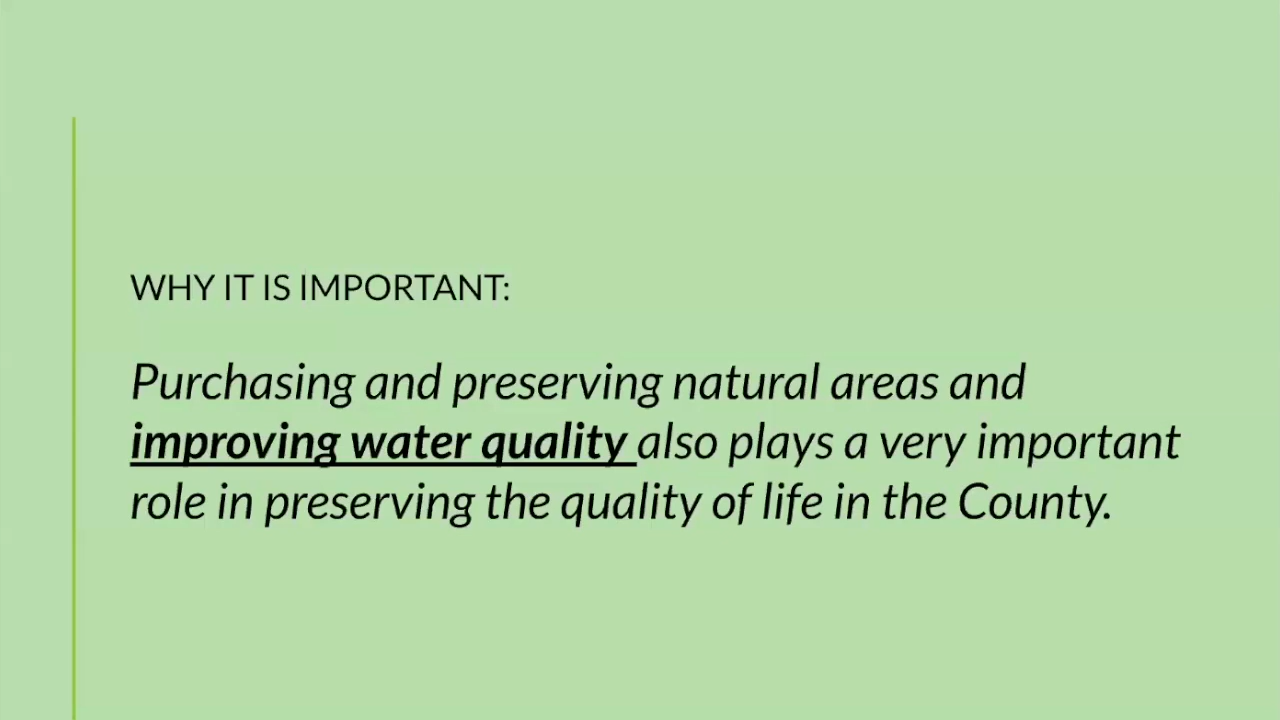 WHY IT IS IMPORTANT:
Purchasing and preserving natural areas and
improving water quality also plays a very important
role in preserving the quality of life in the County.